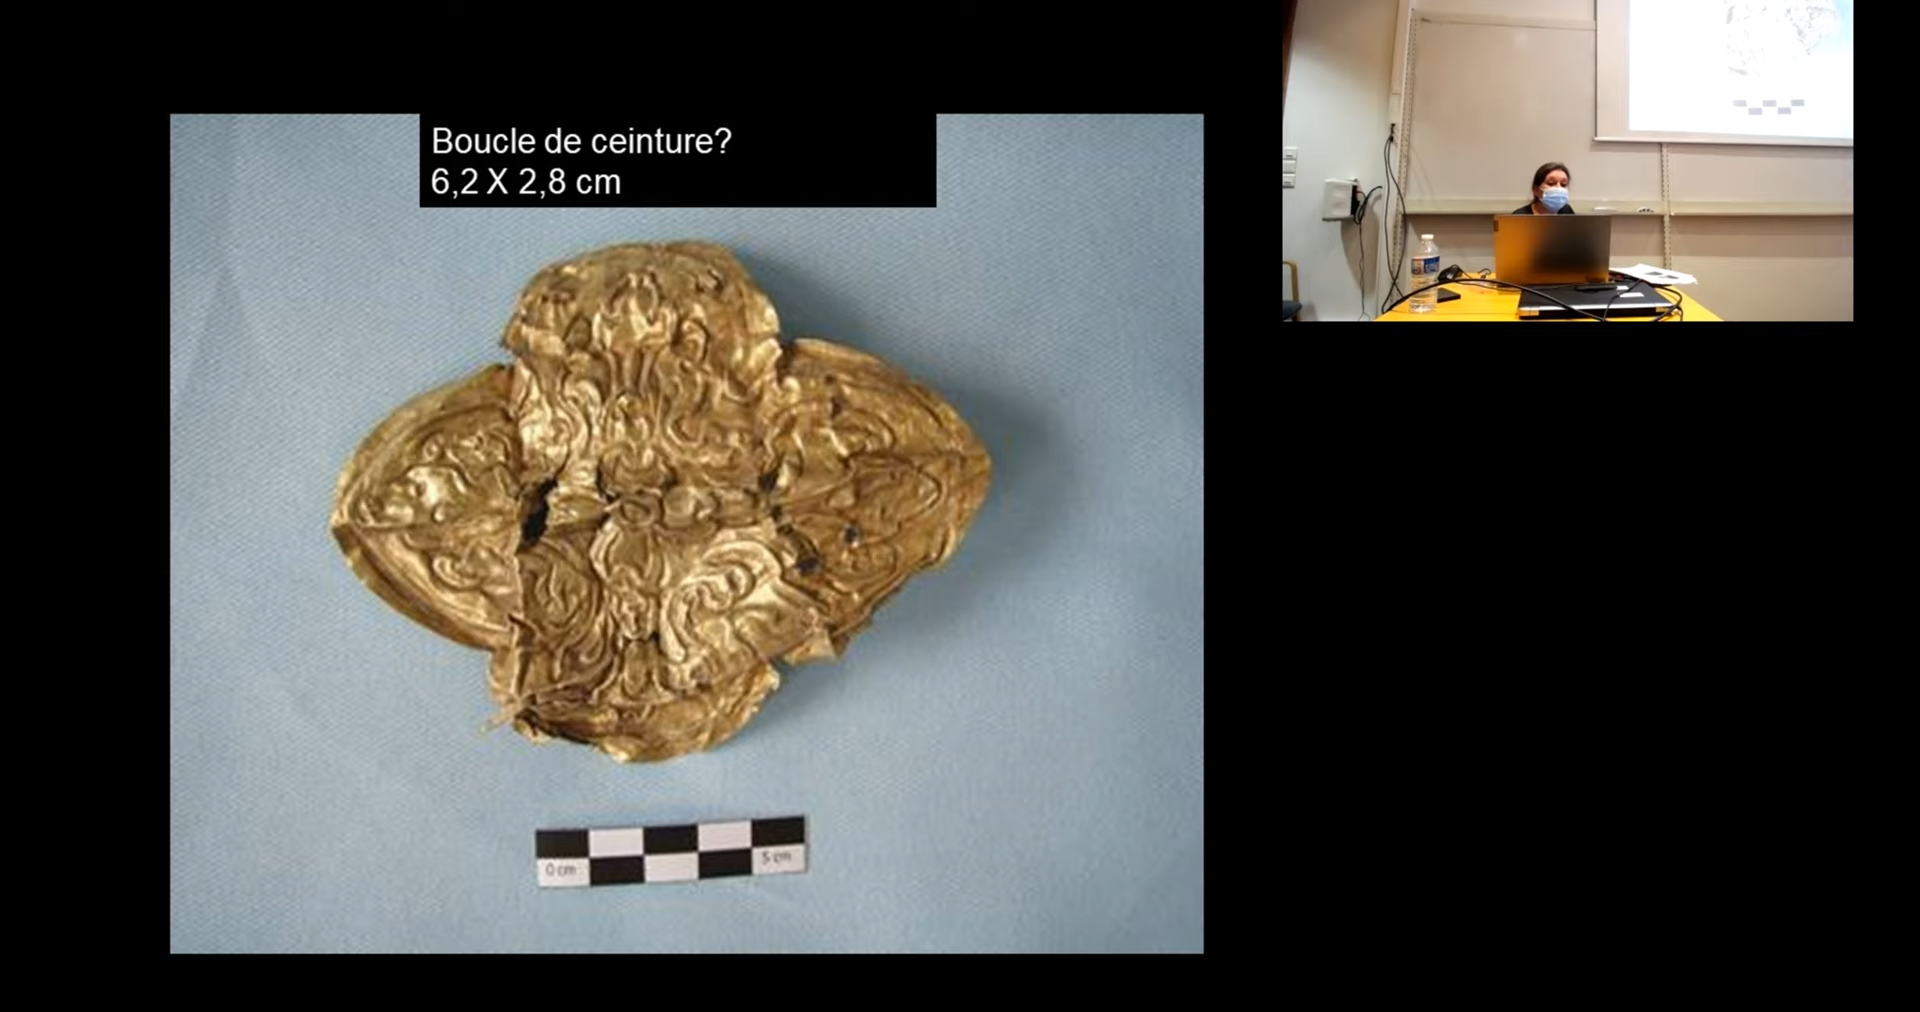 Boucle de ceinture?
6,2 X 2,8 cm
0 cm
5 cm